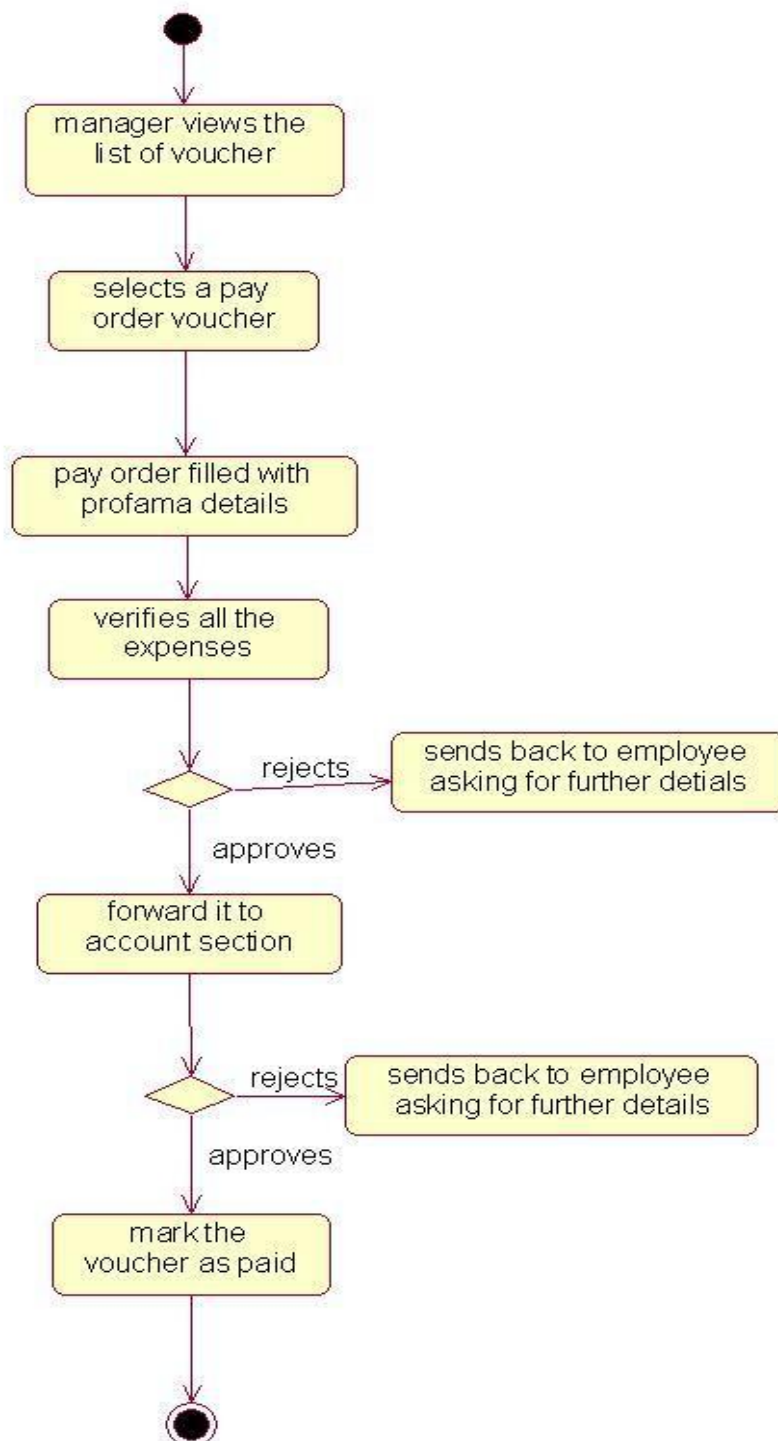 manager views the
list of voucher
selects a pay
order voucher
pay order filled with
profama details
verifies all the
expenses
rejects
sends back to employee
asking for further detials
approves
forward it to
account section
rejects
sends back to employee
asking for further details
approves
mark the
voucher as paid